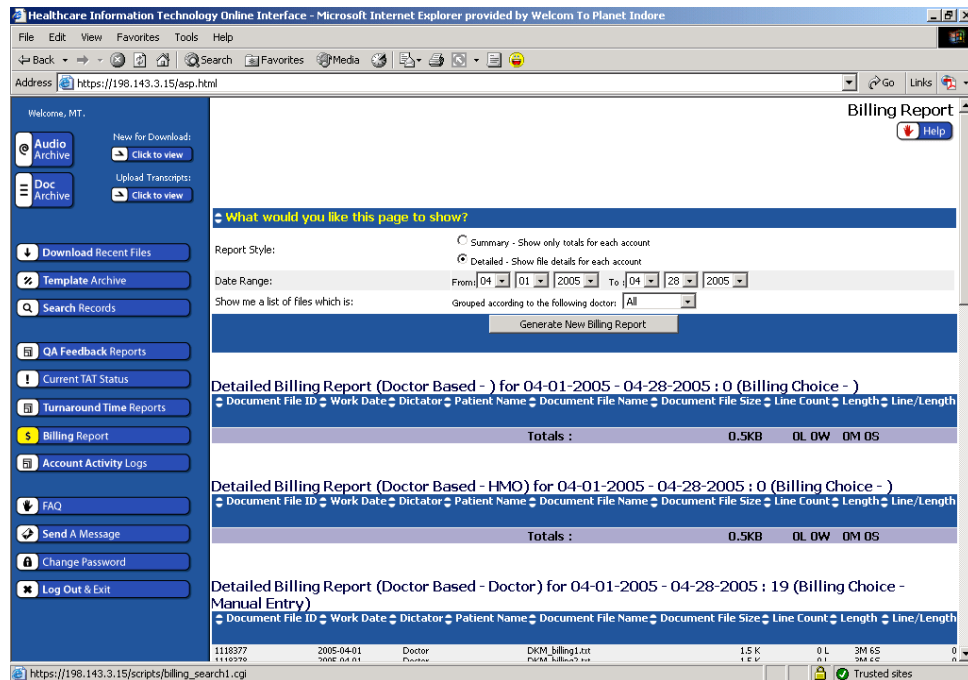 Healthcare Information Technology Online Interface - Microsoft Internet Explorer provided by Welcom To Planet Indore
File Edit View Favorites Tools Help
Back Search Favorites Media
Address https://198.143.3.15/asp.html Go Links
Welcome, MT.
Audio Archive
New for Download:
Click to view
Doc Archive
Upload Transcripts:
Click to view
Download Recent Files
Template Archive
Search Records
QA Feedback Reports
Current TAT Status
Turnaround Time Reports
$ Billing Report
Account Activity Logs
FAQ
Send A Message
Change Password
Log Out & Exit
Billing Report
Help
What would you like this page to show?
Report Style:
Summary - Show only totals for each account
Detailed - Show file details for each account
Date Range: From: 04 01 2005 To : 04 28 2005
Show me a list of files which is: Grouped according to the following doctor: All
Generate New Billing Report
Detailed Billing Report (Doctor Based - ) for 04-01-2005 - 04-28-2005 : 0 (Billing Choice - )
Document File ID Work Date Dictator Patient Name Document File Name Document File Size Line Count Length Line/Length
Totals : 0.5KB 0L 0W 0M 0S
Detailed Billing Report (Doctor Based - HMO) for 04-01-2005 - 04-28-2005 : 0 (Billing Choice - )
Document File ID Work Date Dictator Patient Name Document File Name Document File Size Line Count Length Line/Length
Totals : 0.5KB 0L 0W 0M 0S
Detailed Billing Report (Doctor Based - Doctor) for 04-01-2005 - 04-28-2005 : 19 (Billing Choice -
Manual Entry)
Document File ID Work Date Dictator Patient Name Document File Name Document File Size Line Count Length Line/Length
1118377 2005-04-01 Doctor DKM_billing1.txt 1.5 K 0 L 3M 6S 0
https://198.143.3.15/scripts/billing_search1.cgi Trusted sites